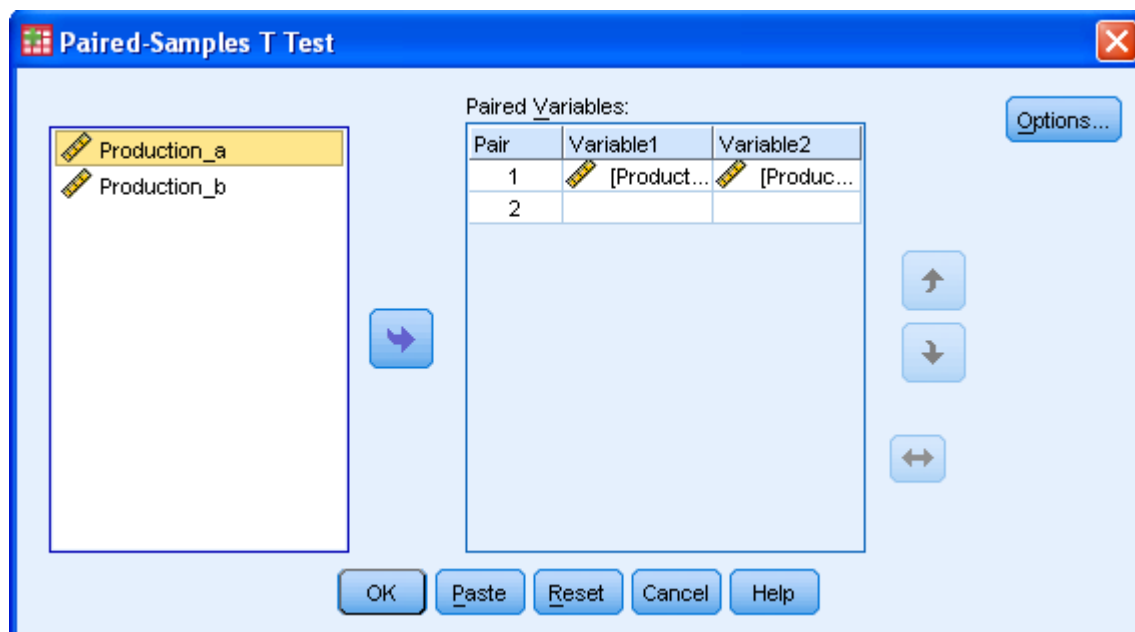 Paired-Samples T Test
Paired Variables:
Options...
Production_a
Production_b
Pair Variable1 Variable2
1 [Product... [Produc...
2
OK Paste Reset Cancel Help